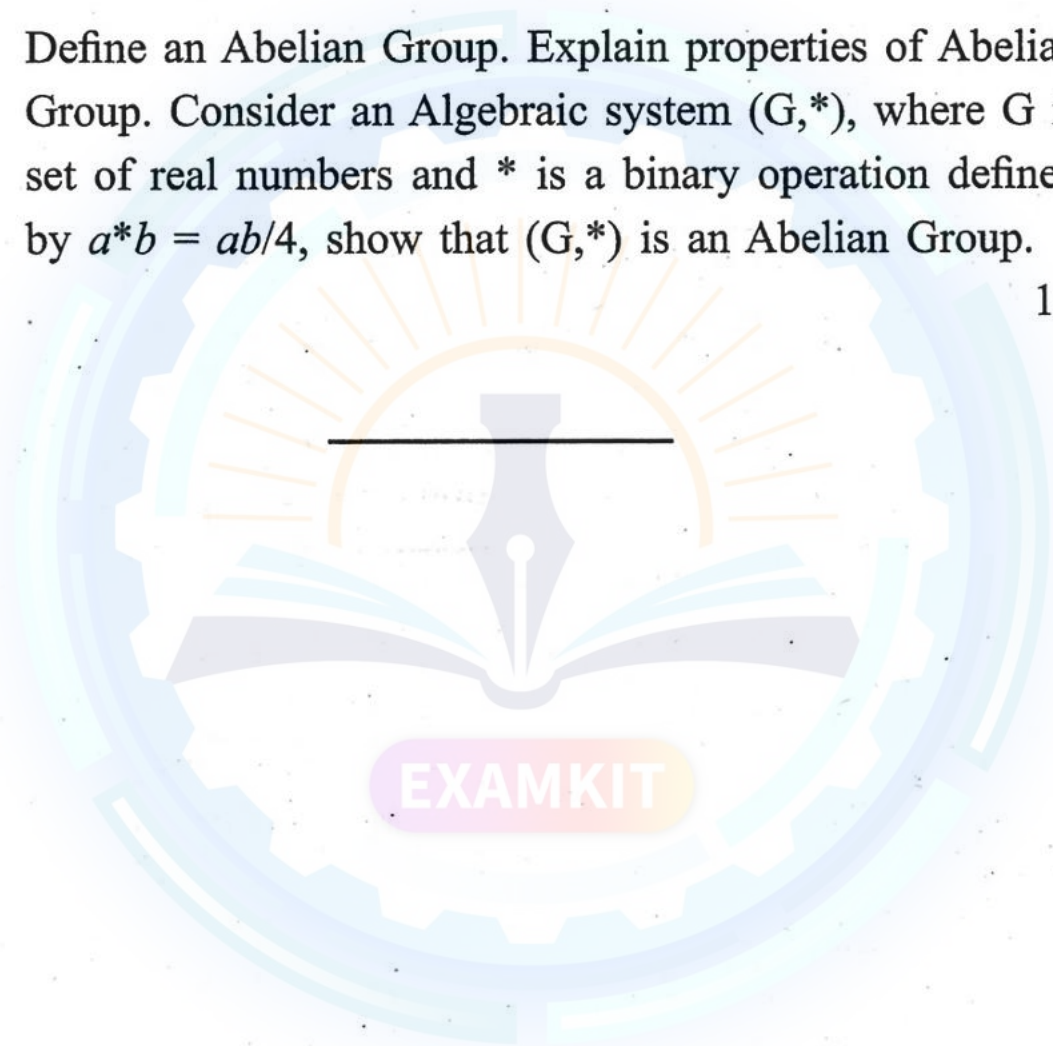 Define an Abelian Group. Explain properties of Abelia
Group. Consider an Algebraic system (G,*), where G
set of real numbers and * is a binary operation define
by a*b = ab/4, show that (G,*) is an Abelian Group.
1
EXAMKIT